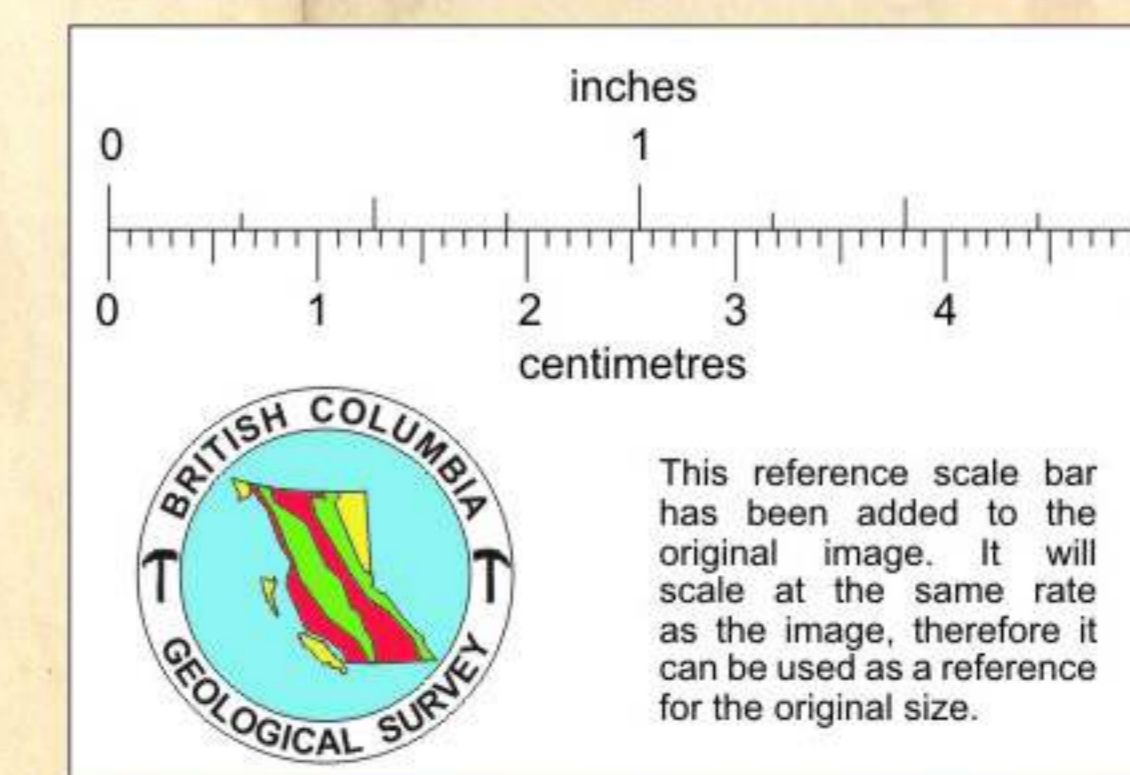 inches
0 1
0 1 2 3 4
centimetres
BRITISH COLUMBIA
GEOLOGICAL SURVEY
This reference scale bar
has been added to the
original image. It will
scale at the same rate
as the image, therefore it
can be used as a reference
for the original size.